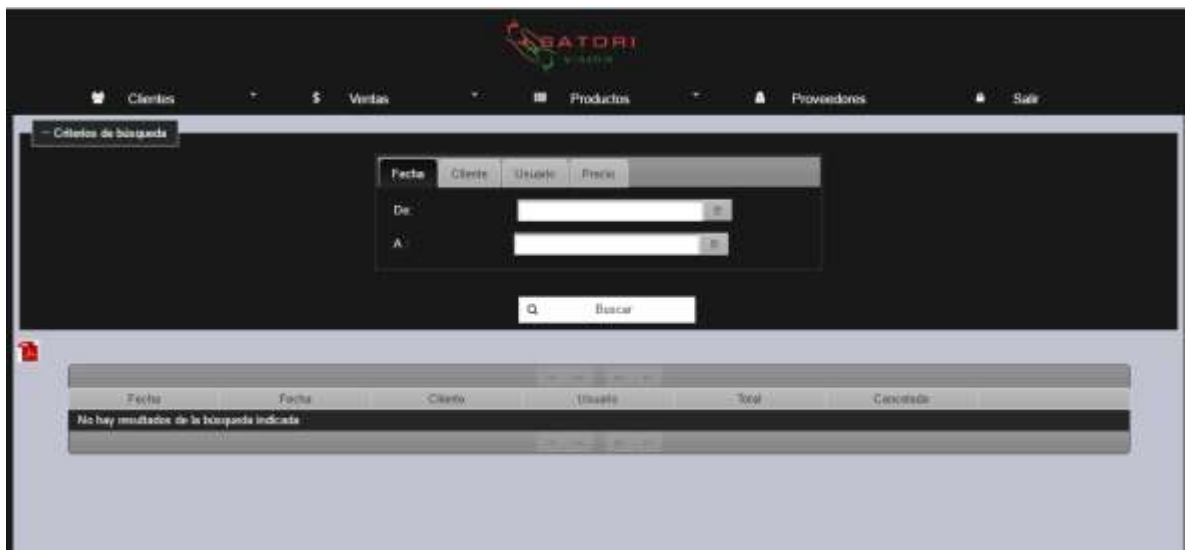 SATORI
VISION
Clientes $ Ventas Productos Proveedores Salir
Criterios de búsqueda
Fecha Cliente Usuario Precio
De:
A :
Buscar
Fecha Fecha Cliente Usuario Total Cancelada
No hay resultados de la búsqueda indicada